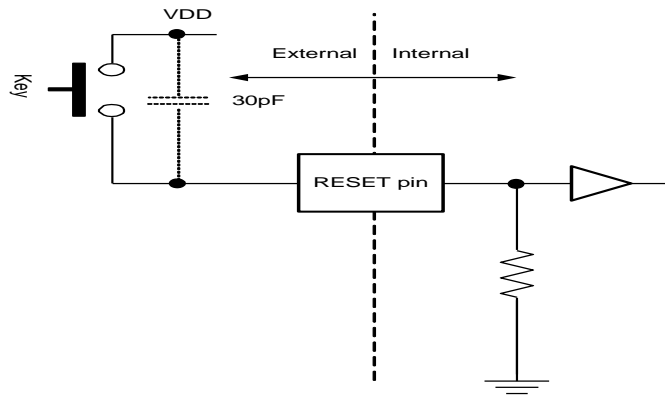 VDD
External
Internal
Key
30pF
RESET pin